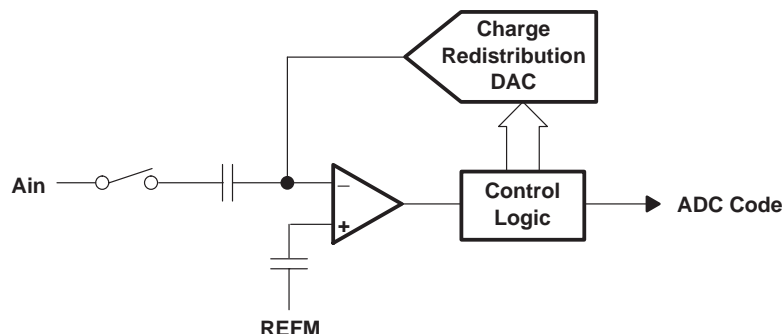 Charge
Redistribution
DAC
Ain
−
+
Control
Logic
ADC Code
REFM